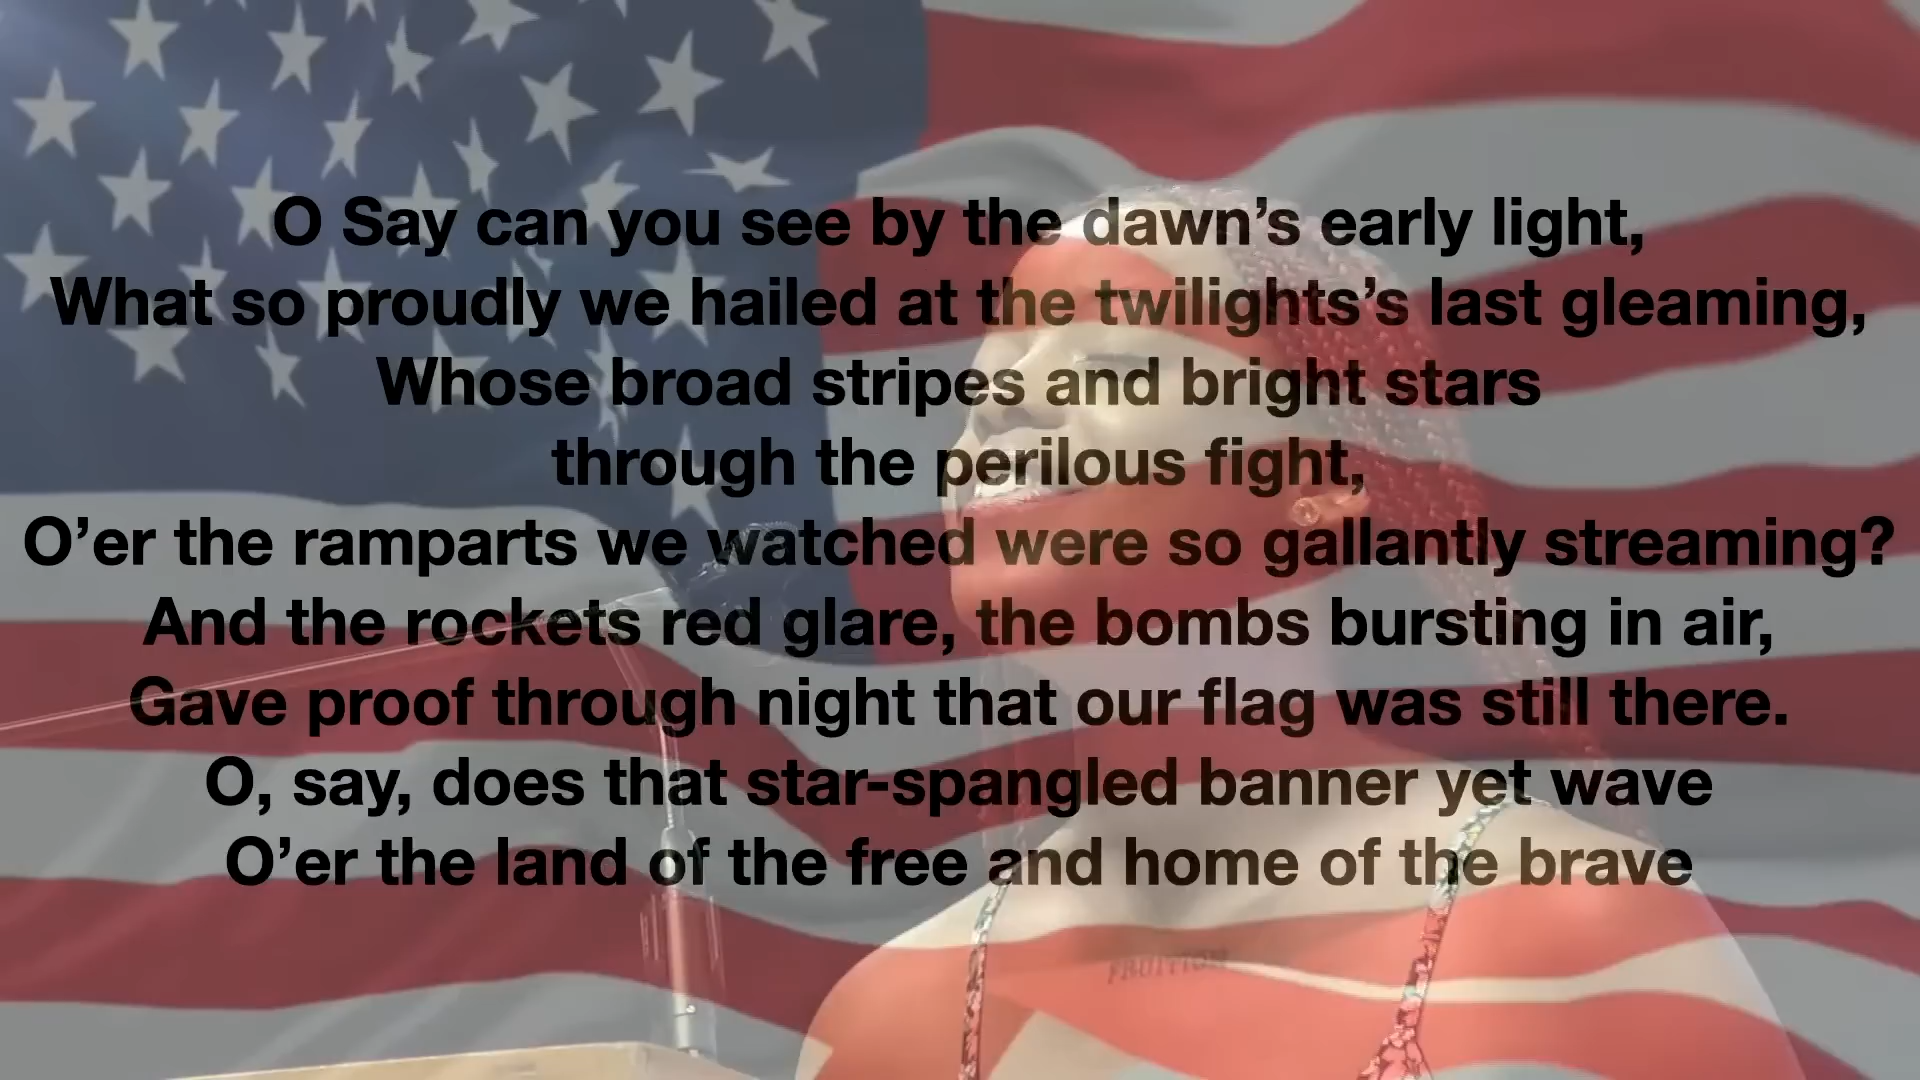 O Say can you see by the dawn’s early light,
What so proudly we hailed at the twilights’s last gleaming,
Whose broad stripes and bright stars
through the perilous fight,
O’er the ramparts we watched were so gallantly streaming?
And the rockets red glare, the bombs bursting in air,
Gave proof through night that our flag was still there.
O, say, does that star-spangled banner yet wave
O’er the land of the free and home of the brave
FRUITION